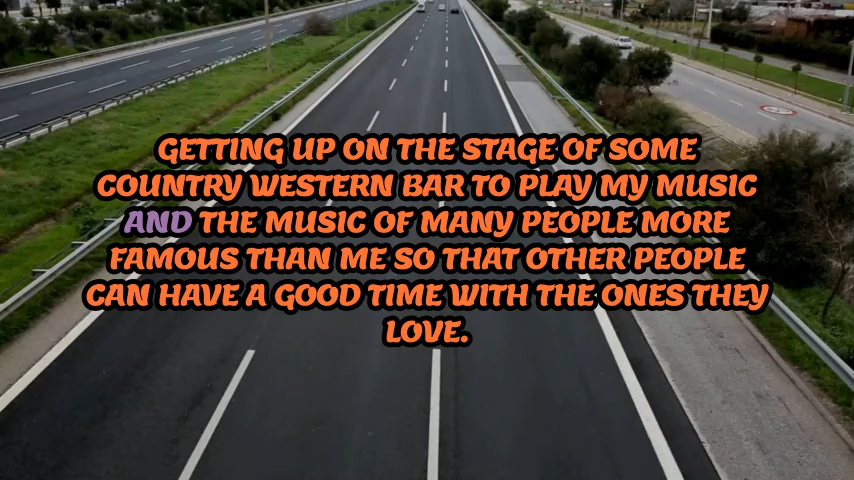 GETTING UP ON THE STAGE OF SOME
COUNTRY WESTERN BAR TO PLAY MY MUSIC
AND THE MUSIC OF MANY PEOPLE MORE
FAMOUS THAN ME SO THAT OTHER PEOPLE
CAN HAVE A GOOD TIME WITH THE ONES THEY
LOVE.